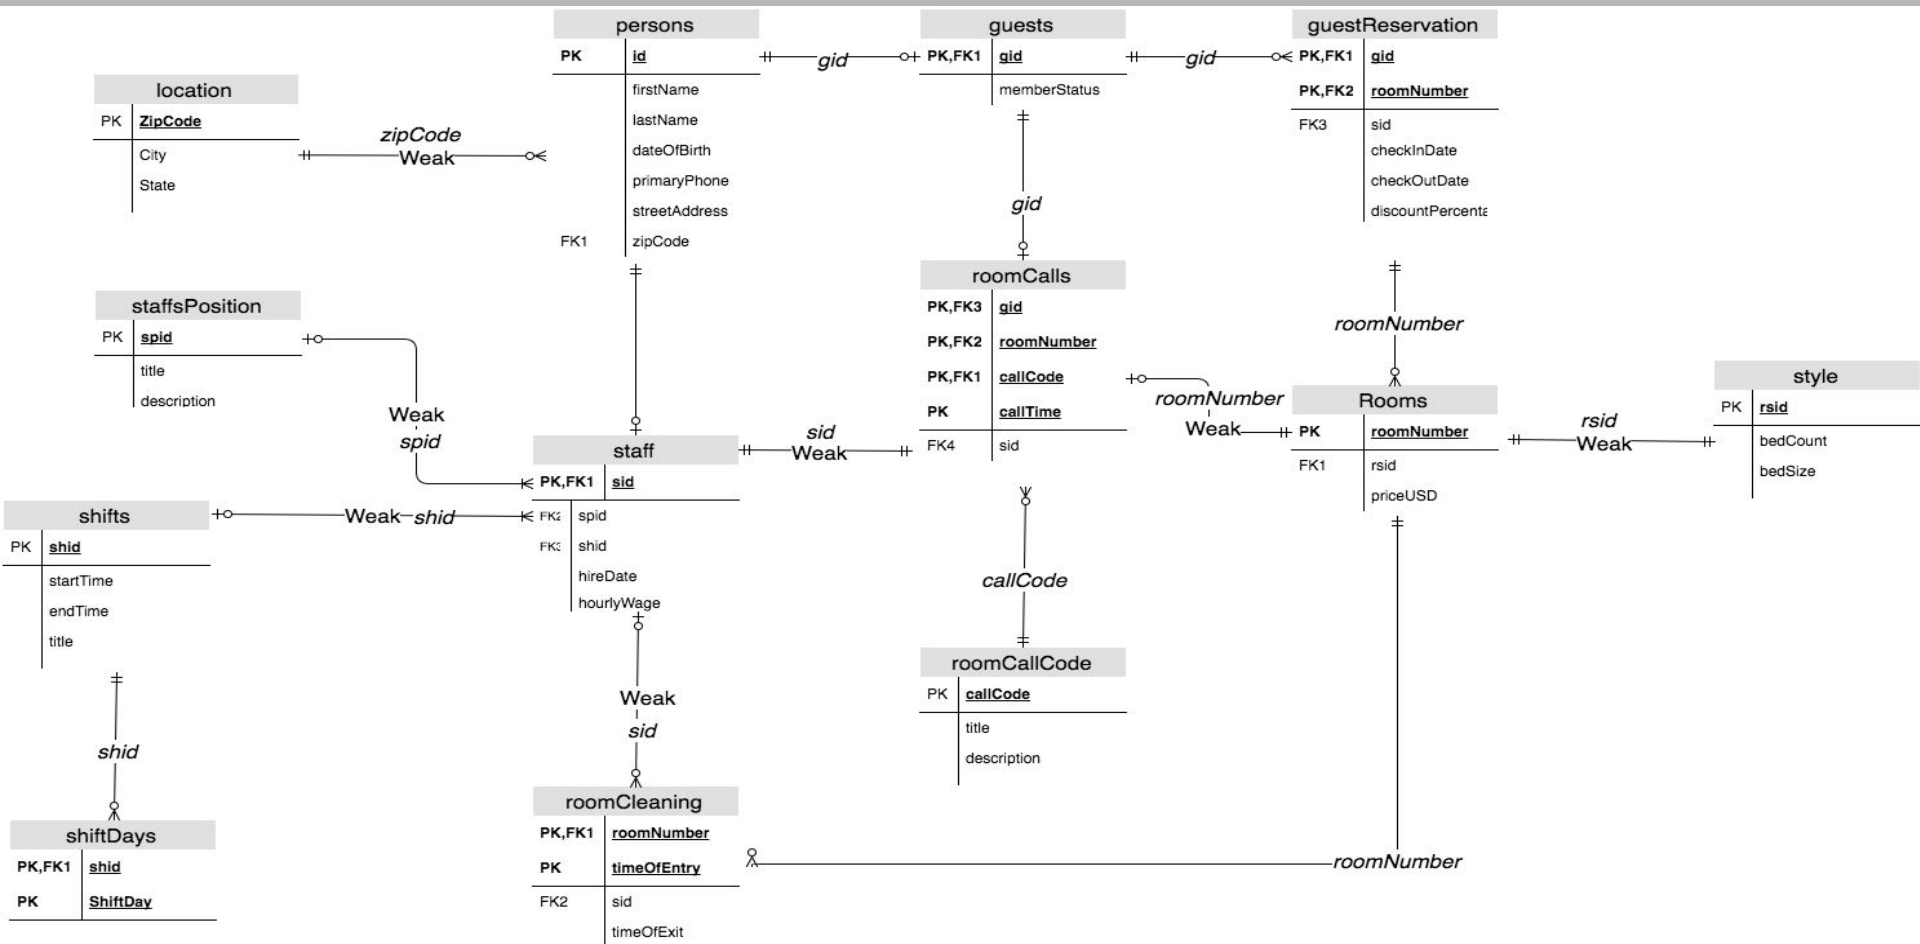 persons
PK id
firstName
lastName
dateOfBirth
primaryPhone
streetAddress
FK1 zipCode
gid
guests
PK,FK1 gid
memberStatus
gid
guestReservation
PK,FK1 gid
PK,FK2 roomNumber
FK3 sid
checkInDate
checkOutDate
discountPercenta
location
PK ZipCode
City
State
zipCode
Weak
gid
roomNumber
staffsPosition
PK spid
title
description
Weak
spid
roomCalls
PK,FK3 gid
PK,FK2 roomNumber
PK,FK1 callCode
PK callTime
FK4 sid
roomNumber
Weak
Rooms
PK roomNumber
FK1 rsid
priceUSD
rsid
Weak
style
PK rsid
bedCount
bedSize
staff
PK,FK1 sid
FK2 spid
FK3 shid
hireDate
hourlyWage
sid
Weak
shifts
PK shid
startTime
endTime
title
Weak shid
callCode
roomCallCode
PK callCode
title
description
Weak
sid
shid
shiftDays
PK,FK1 shid
PK ShiftDay
roomCleaning
PK,FK1 roomNumber
PK timeOfEntry
FK2 sid
timeOfExit
roomNumber